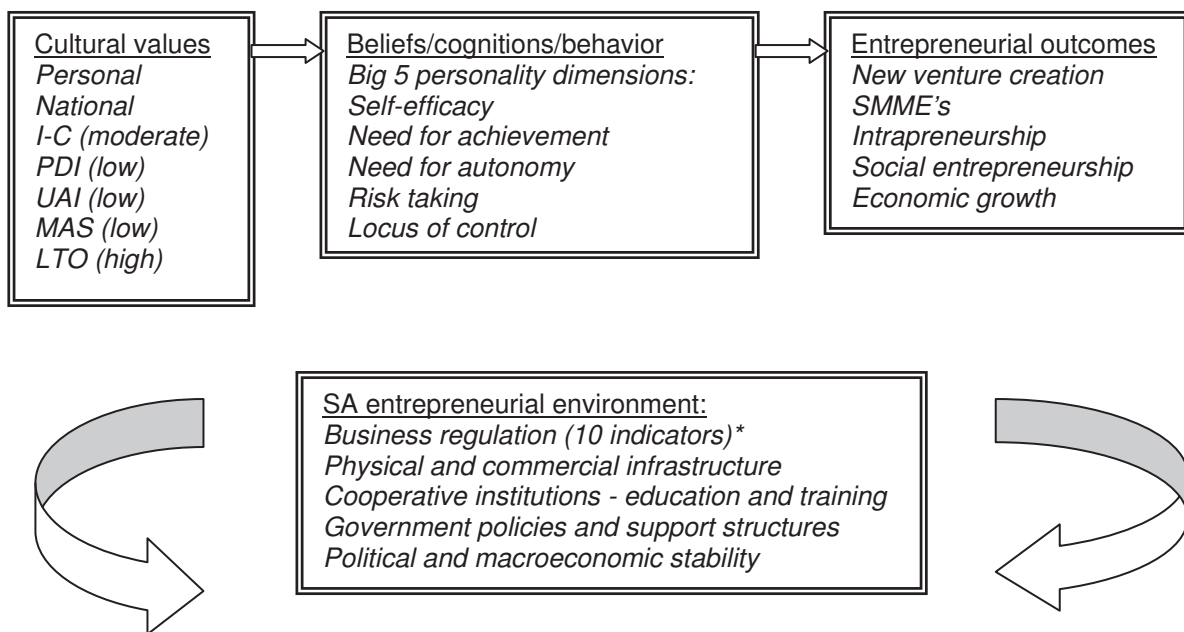 Cultural values
Personal
National
I-C (moderate)
PDI (low)
UAI (low)
MAS (low)
LTO (high)
Beliefs/cognitions/behavior
Big 5 personality dimensions:
Self-efficacy
Need for achievement
Need for autonomy
Risk taking
Locus of control
Entrepreneurial outcomes
New venture creation
SMME's
Intrapreneurship
Social entrepreneurship
Economic growth
SA entrepreneurial environment:
Business regulation (10 indicators)*
Physical and commercial infrastructure
Cooperative institutions - education and training
Government policies and support structures
Political and macroeconomic stability